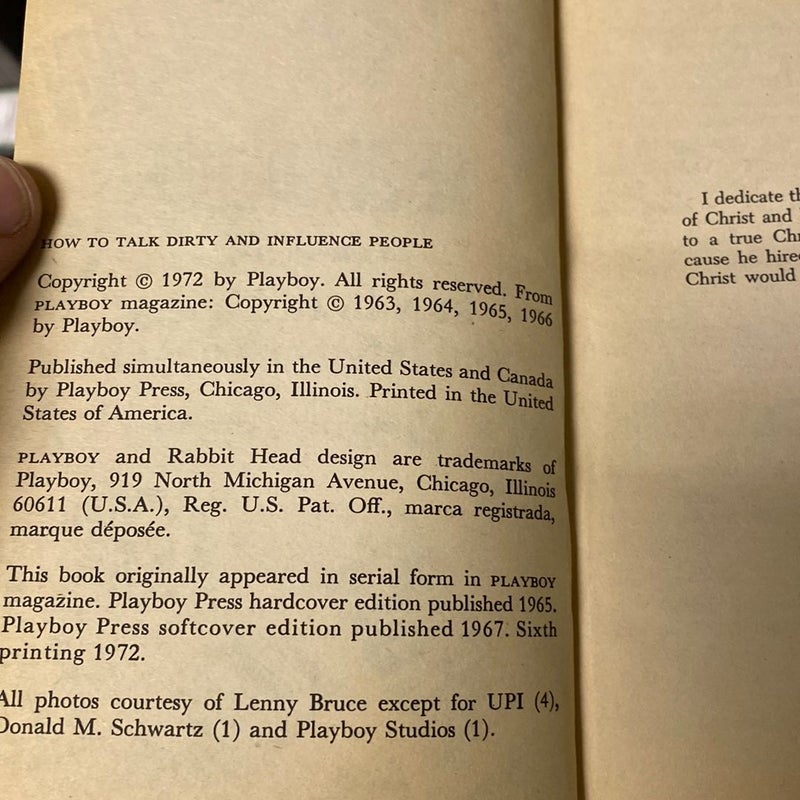 HOW TO TALK DIRTY AND INFLUENCE PEOPLE
Copyright © 1972 by Playboy. All rights reserved. From
PLAYBOY magazine: Copyright © 1963, 1964, 1965, 1966
by Playboy.
Published simultaneously in the United States and Canada
by Playboy Press, Chicago, Illinois. Printed in the United
States of America.
PLAYBOY and Rabbit Head design are trademarks of
Playboy, 919 North Michigan Avenue, Chicago, Illinois
60611 (U.S.A.), Reg. U.S. Pat. Off., marca registrada,
marque déposée.
This book originally appeared in serial form in PLAYBOY
magazine. Playboy Press hardcover edition published 1965.
Playboy Press softcover edition published 1967. Sixth
printing 1972.
All photos courtesy of Lenny Bruce except for UPI (4),
Donald M. Schwartz (1) and Playboy Studios (1).
I dedicate
of Christ and
to a true
cause he
Christ would